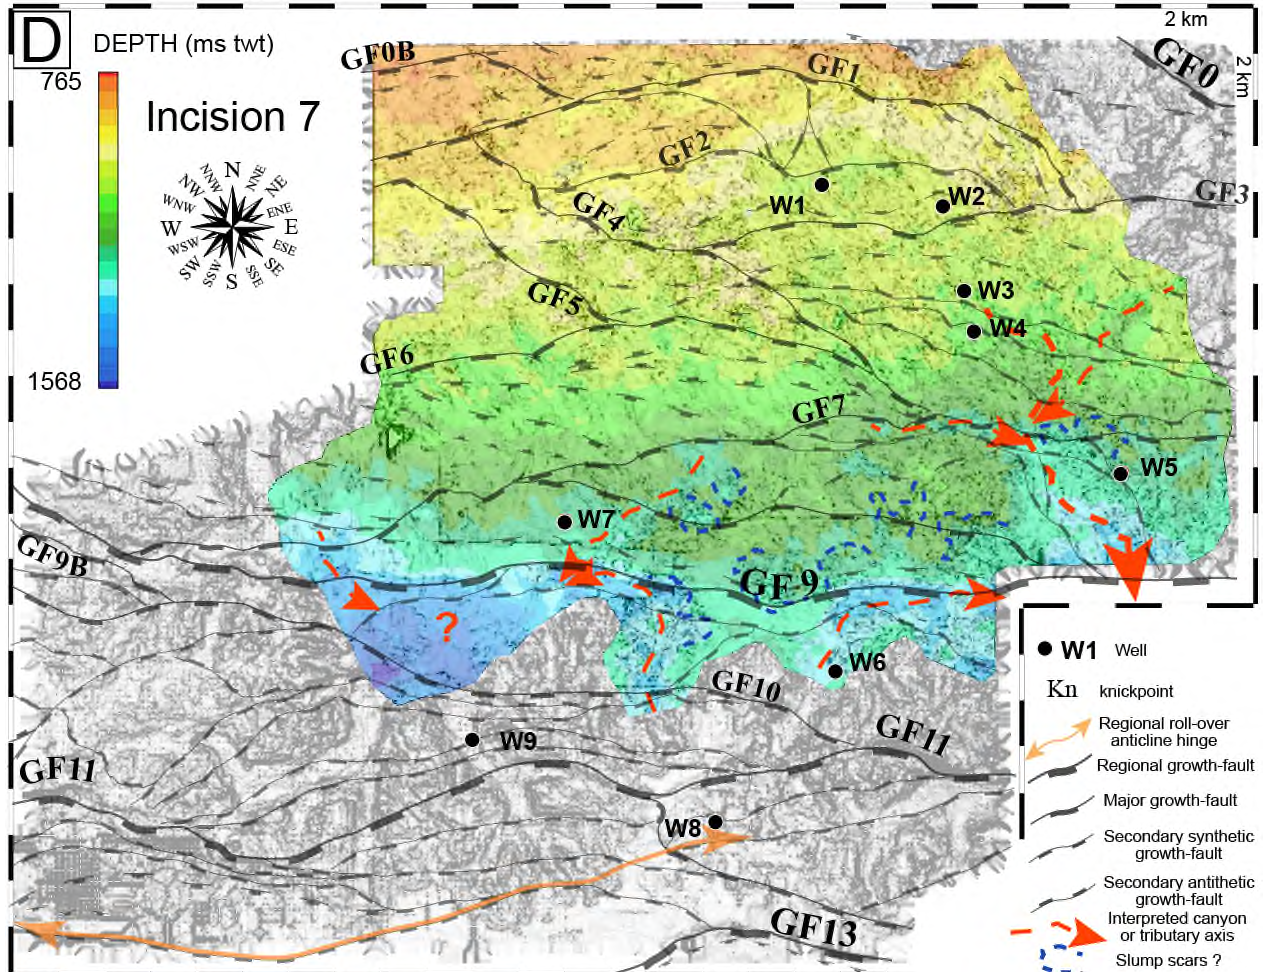 D
DEPTH (ms twt)
765
1568
Incision 7
N
NNE
NE
ENE
E
ESE
SE
SSE
S
SSW
SW
WSW
W
WNW
NW
NNW
2 km
2 km
GF0B
GF1
GF0
GF2
GF3
GF4
W1
W2
GF5
W3
W4
GF6
GF7
W5
W7
GF9B
GF9
?
W6
GF10
GF11
W9
GF11
W8
GF13
W1 Well
Kn knickpoint
Regional roll-over
anticline hinge
Regional growth-fault
Major growth-fault
Secondary synthetic
growth-fault
Secondary antithetic
growth-fault
Interpreted canyon
or tributary axis
Slump scars ?